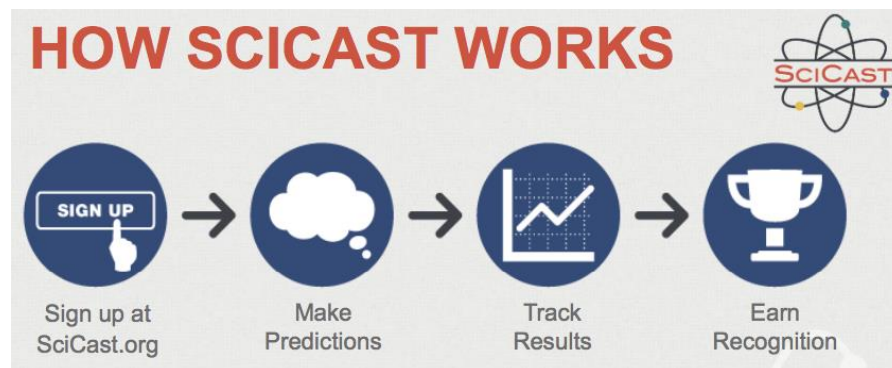 HOW SCICAST WORKS
SCICAST
SIGN UP
Sign up at
SciCast.org
Make
Predictions
Track
Results
Earn
Recognition